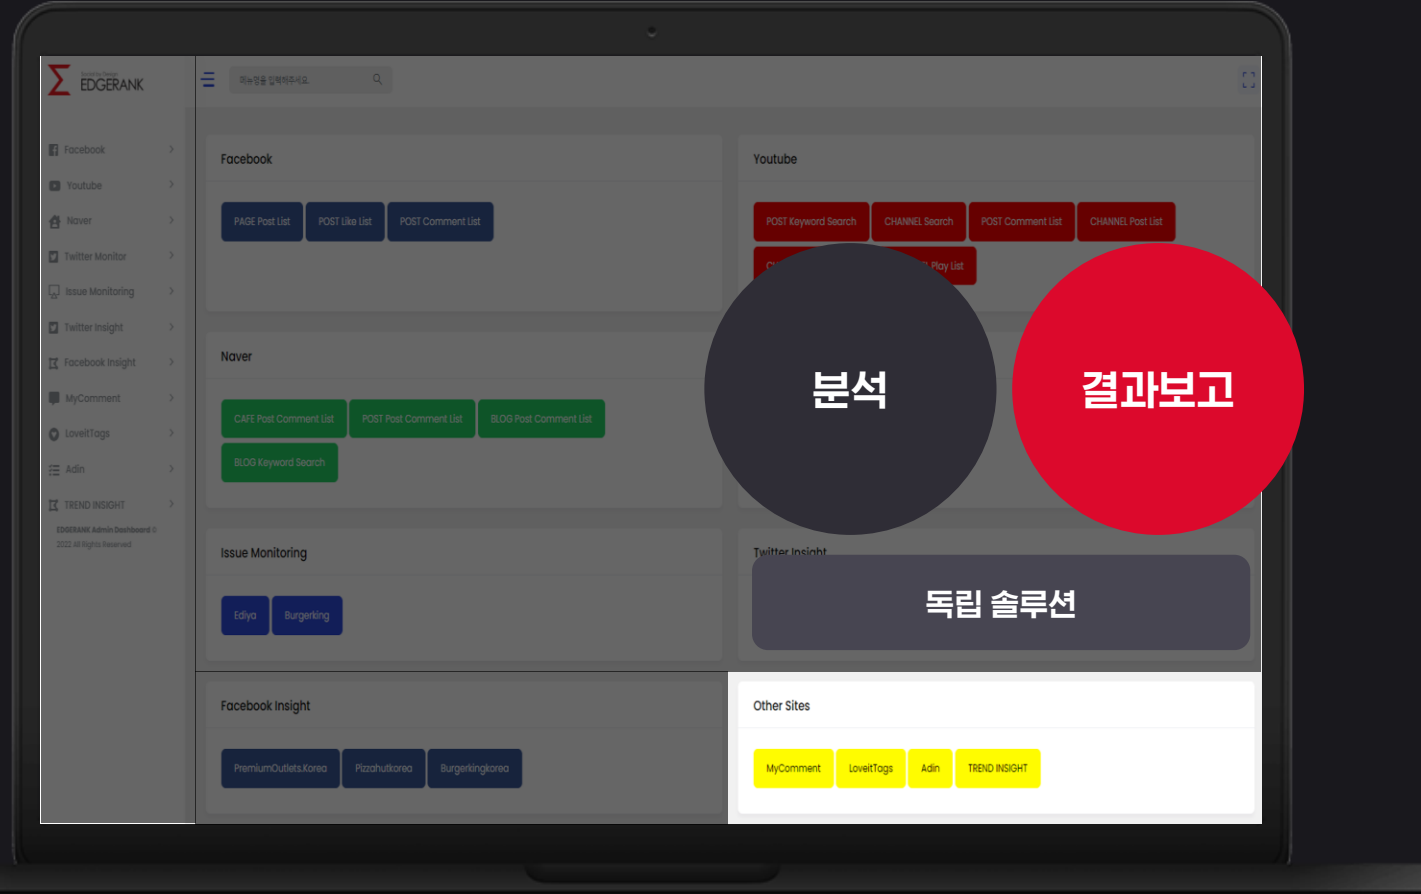 EDGERANK
메뉴명을 입력하주세요.
Facebook
Youtube
Naver
Twitter Monitor
Issue Monitoring
Twitter Insight
Facebook Insight
MyComment
LoveitTags
Adin
TREND INSIGHT
EDGERANK Admin Dashboard ©
2022 All Rights Reserved.
Facebook
PAGE Post List
POST Like List
POST Comment List
Youtube
POST Keyword Search
CHANNEL Search
POST Comment List
CHANNEL Post List
Play List
Naver
CAFE Post Comment List
POST Post Comment List
BLOG Post Comment List
BLOG Keyword Search
분석
결과보고
Issue Monitoring
Ediya
Burgerking
Twitter Insight
독립 솔루션
Facebook Insight
PremiumOutlets.Korea
Pizzahutkorea
Burgerkingkorea
Other Sites
MyComment
LoveitTags
Adin
TREND INSIGHT